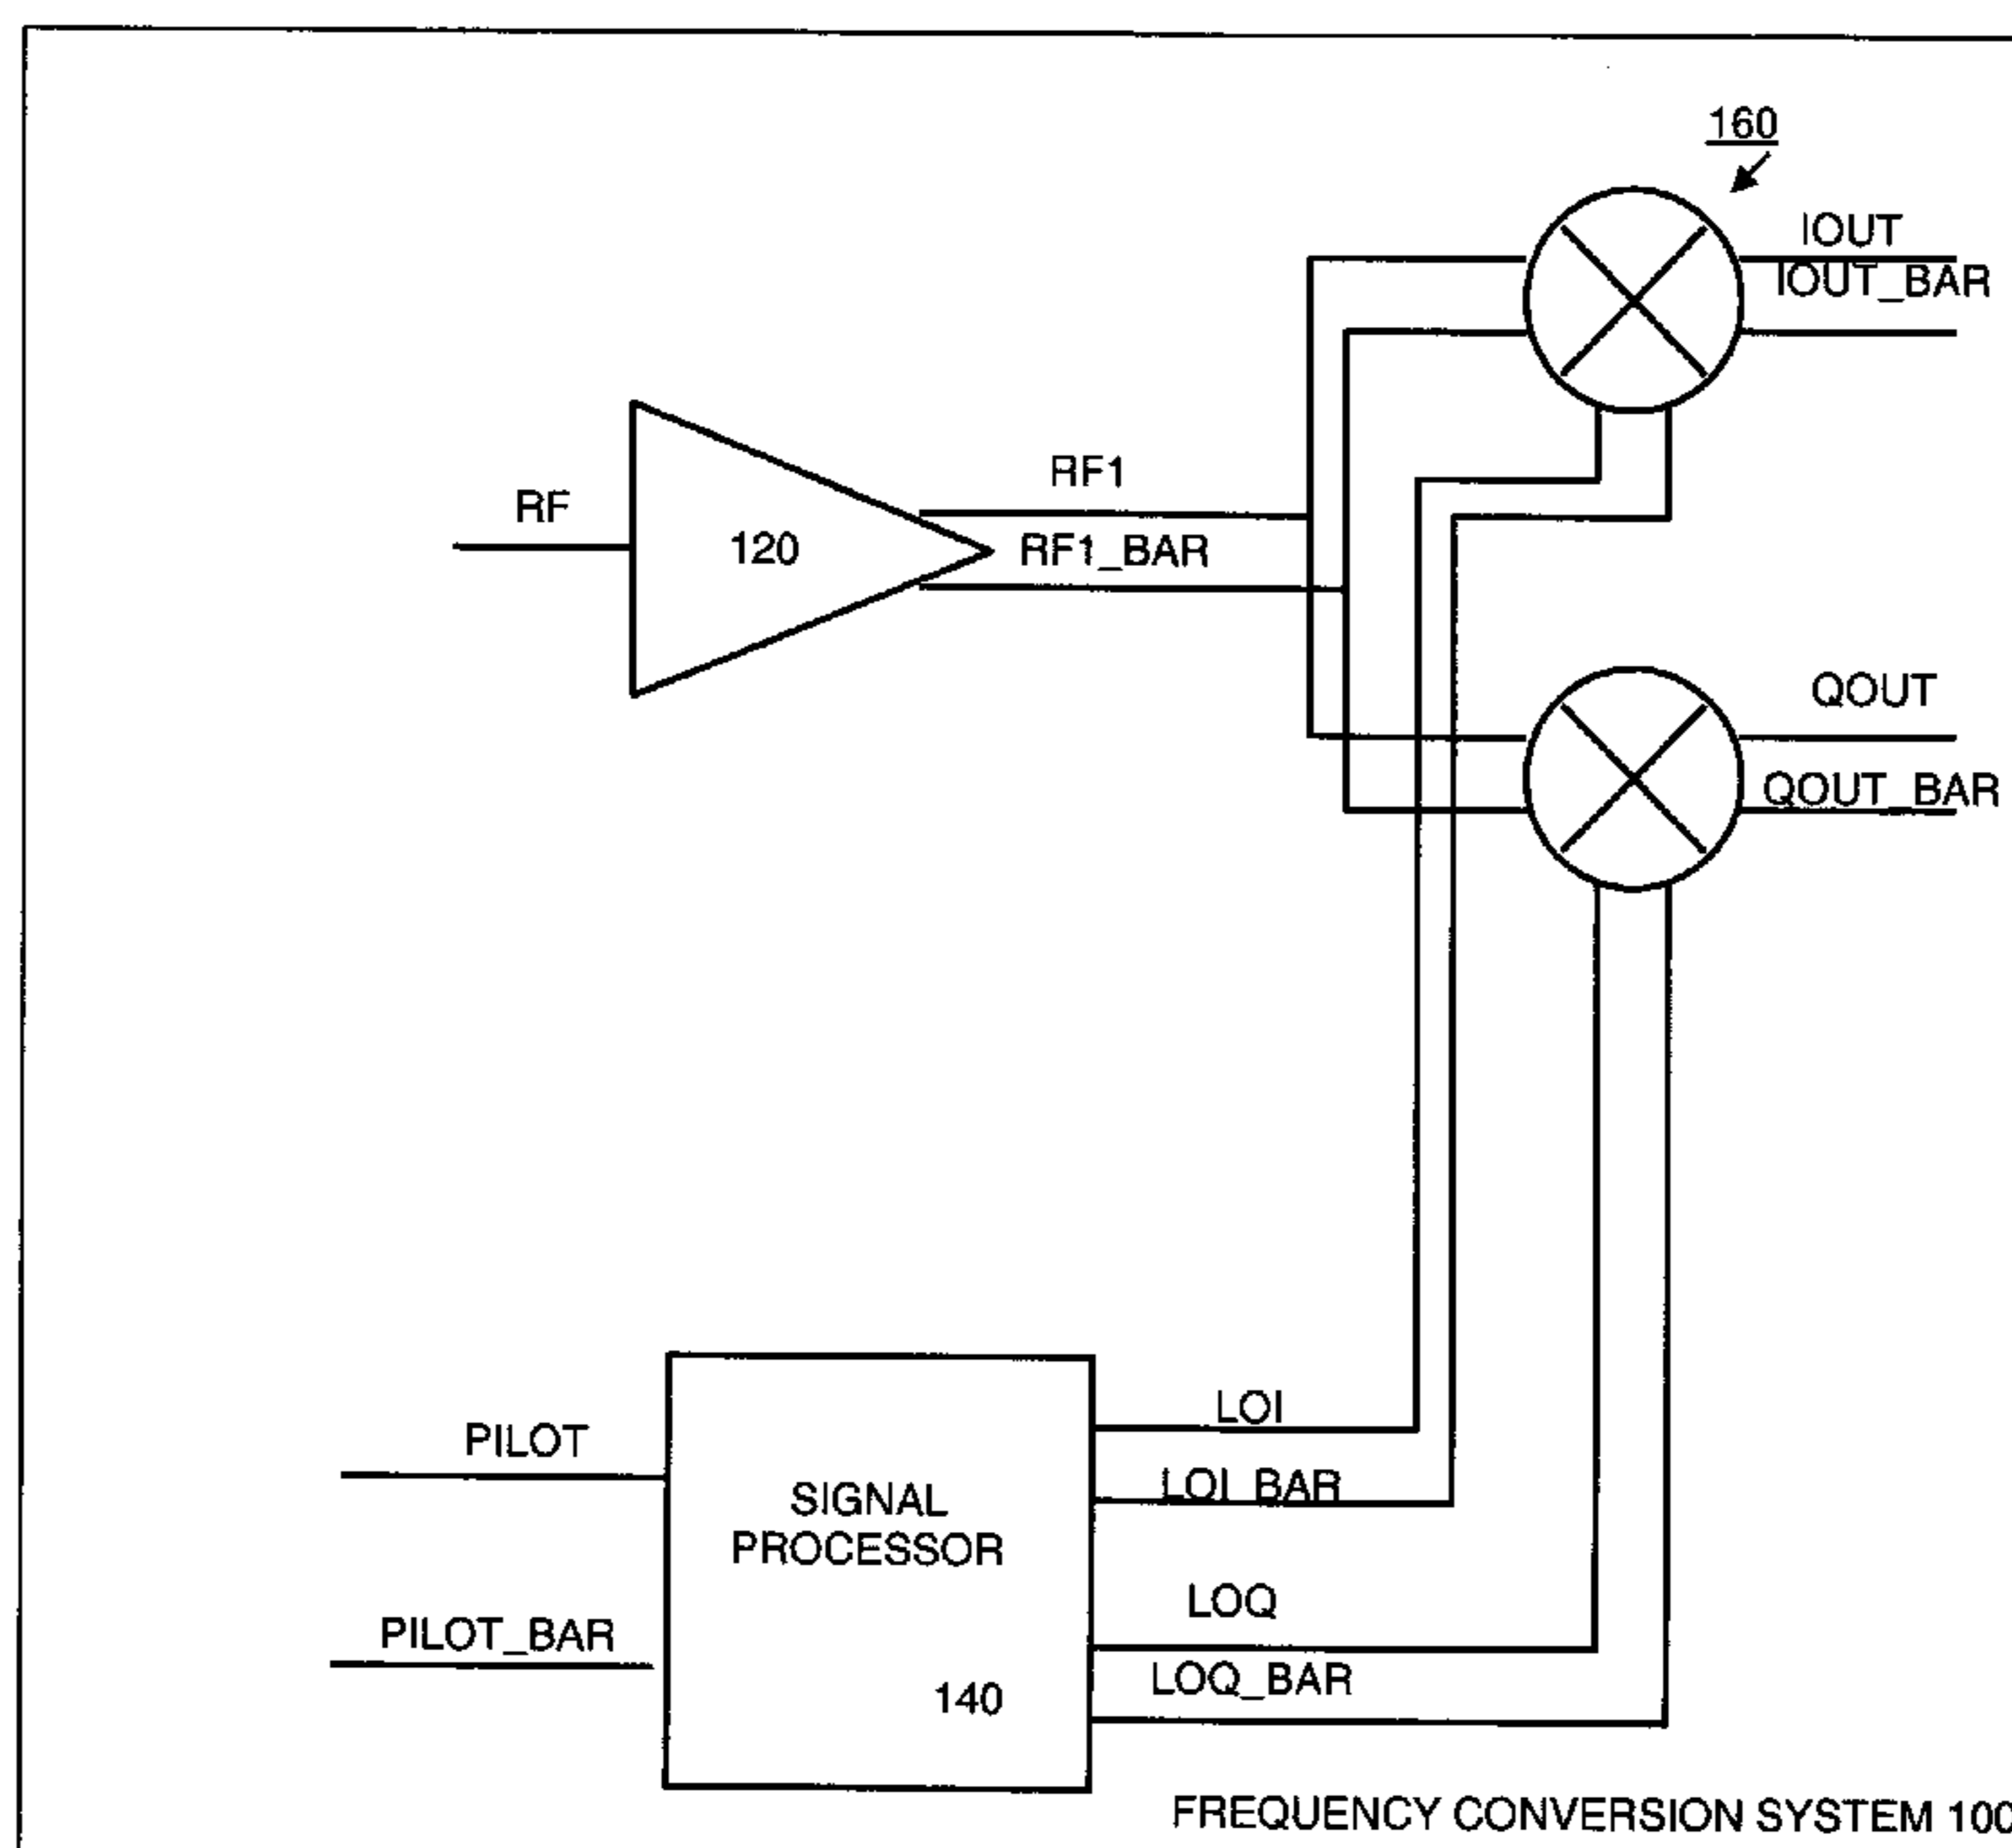 160
IOUT
IOUT_BAR
RF
120
RF1
RF1_BAR
QOUT
QOUT_BAR
PILOT
PILOT_BAR
SIGNAL
PROCESSOR
140
LOI
LOI_BAR
LOQ
LOQ_BAR
FREQUENCY CONVERSION SYSTEM 100